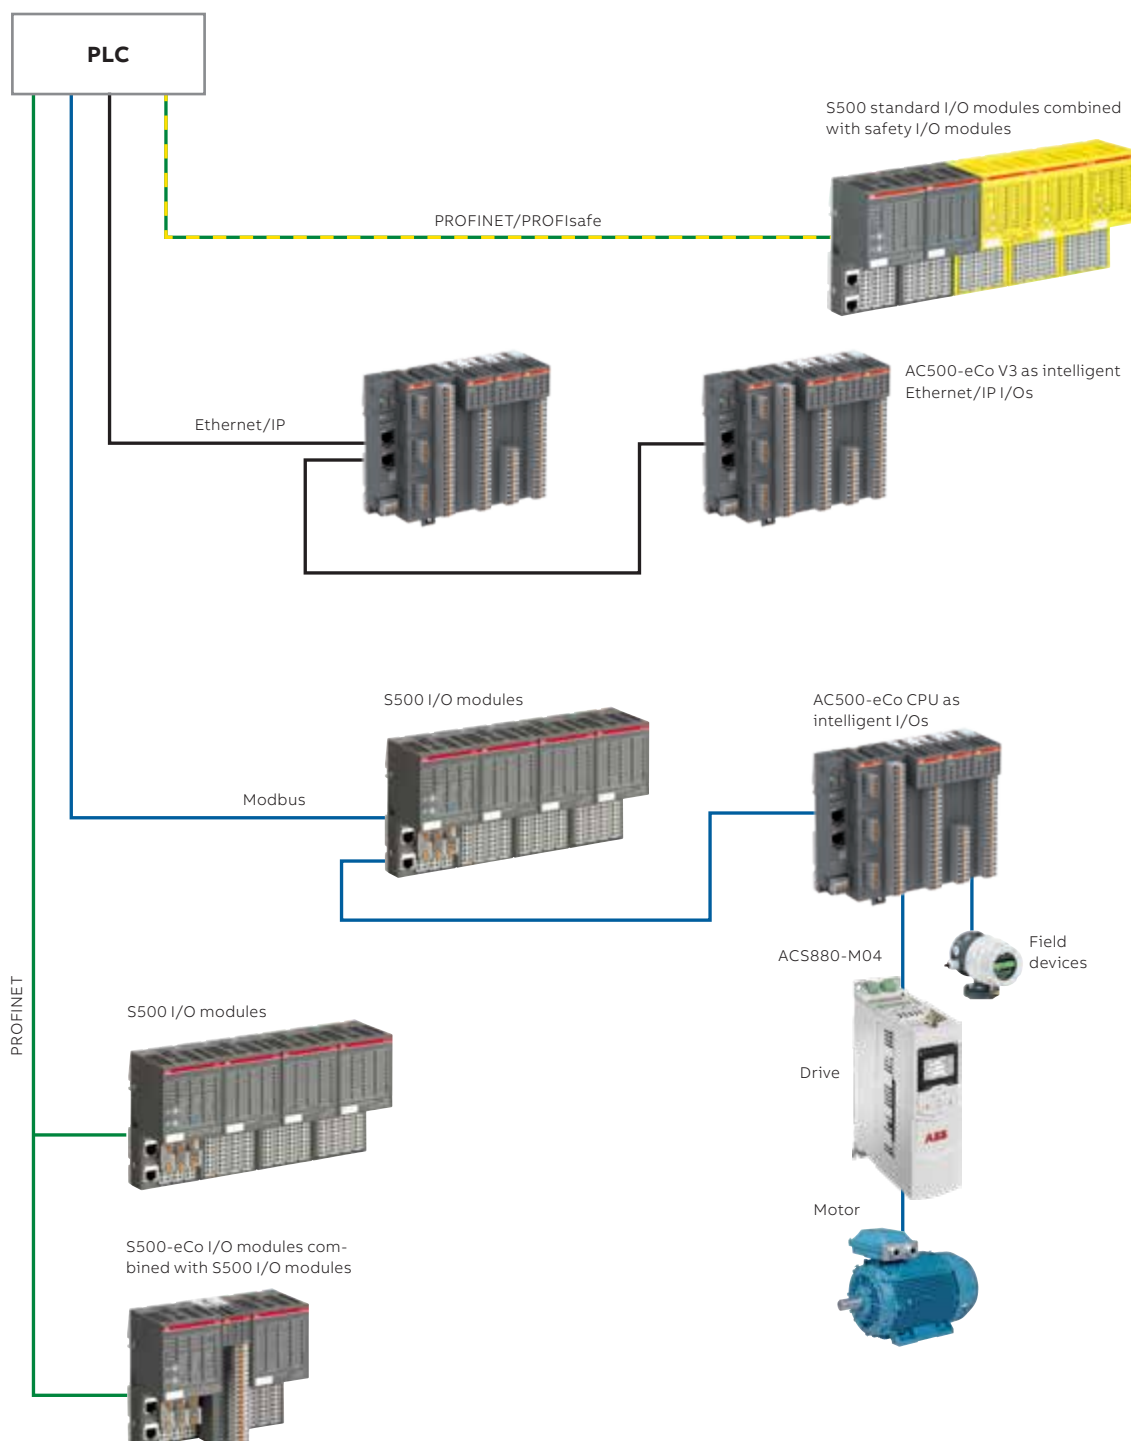 PLC
S500 standard I/O modules combined
with safety I/O modules
PROFINET/PROFIsafe
AC500-eCo V3 as intelligent
Ethernet/IP I/Os
Ethernet/IP
S500 I/O modules
AC500-eCo CPU as
intelligent I/Os
Modbus
ACS880-M04
Field
devices
PROFINET
S500 I/O modules
Drive
ABB
Motor
S500-eCo I/O modules com-
bined with S500 I/O modules